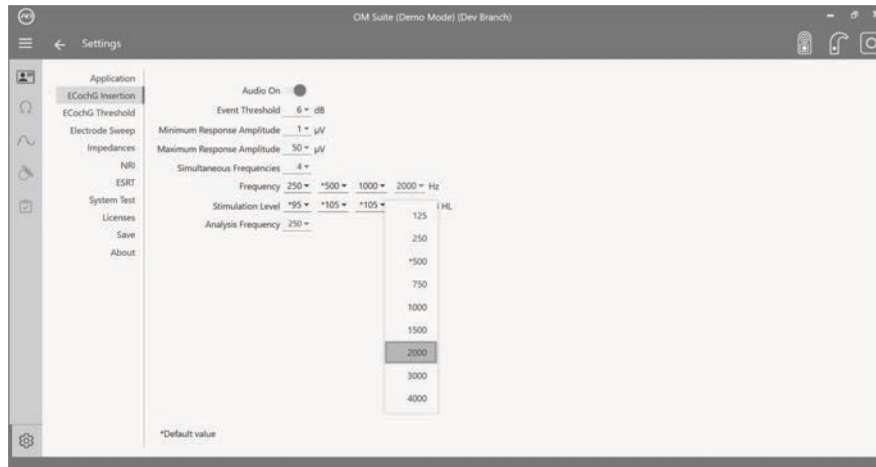 OM Suite (Demo Mode) (Dev Branch)
Settings
Application
ECochG Insertion
ECochG Threshold
Electrode Sweep
Impedances
NRI
ESRT
System Test
Licenses
Save
About
Audio On
Event Threshold 6 dB
Minimum Response Amplitude 1 µV
Maximum Response Amplitude 50 µV
Simultaneous Frequencies 4
Frequency 250 *500 1000 2000 Hz
Stimulation Level *95 *105 *105 HL
Analysis Frequency 250
125
250
*500
750
1000
1500
2000
3000
4000
*Default value